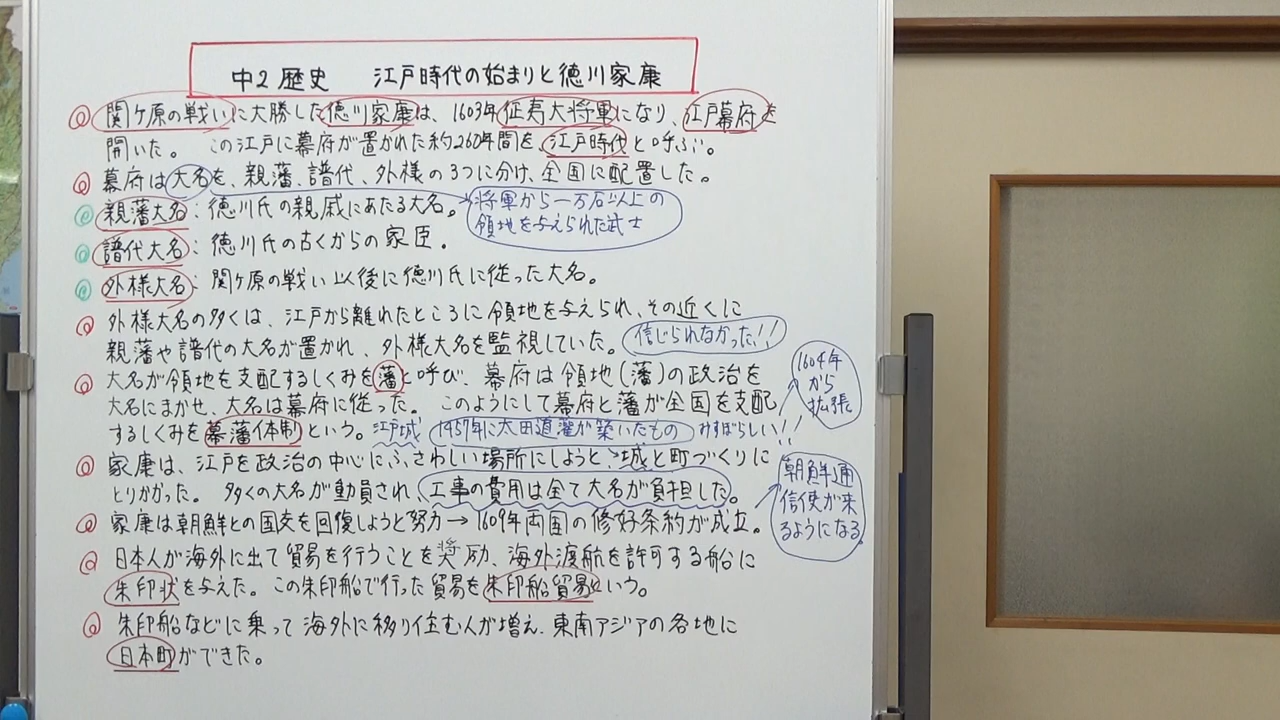 中2 歴史　江戸時代の始まりと徳川家康
関ヶ原の戦いに大勝した徳川家康は、1603年征夷大将軍になり、江戸幕府を
開いた。この江戸に幕府が置かれた約260年間を、江戸時代と呼ぶ。
幕府は大名を、親藩、譜代、外様の3つに分け、全国に配置した。
親藩大名：徳川氏の親戚にあたる大名。
将軍から一万石以上の
領地を与えられた武士
譜代大名：徳川氏の古くからの家臣。
外様大名：関ヶ原の戦い以後に徳川氏に従った大名。
外様大名の多くは、江戸から離れたところに領地を与えられ、その近くに
親藩や譜代の大名が置かれ、外様大名を監視していた。
信じられなかった!!
大名が領地を支配するしくみを藩と呼び、幕府は領地(藩)の政治を
大名にまかせ、大名は幕府に従った。このようにして幕府と藩が全国を支配
するしくみを幕藩体制という。
江戸城 1957年に太田道灌が築いたもの みすぼらしい!!
1604年
から
拡張
家康は、江戸を政治の中心にふさわしい場所にしようと、城と町づくりに
とりかかった。多くの大名が動員され、工事の費用は全て大名が負担した。
家康は朝鮮との国交を回復しようと努力→1609年両国の修好条約が成立。
朝鮮通
信使が来
るようになる。
日本人が海外に出て貿易を行うことを奨励、海外渡航を許可する船に
朱印状を与えた。この朱印船で行った貿易を朱印船貿易という。
朱印船などに乗って海外に移り住む人が増え、東南アジアの各地に
日本町ができた。